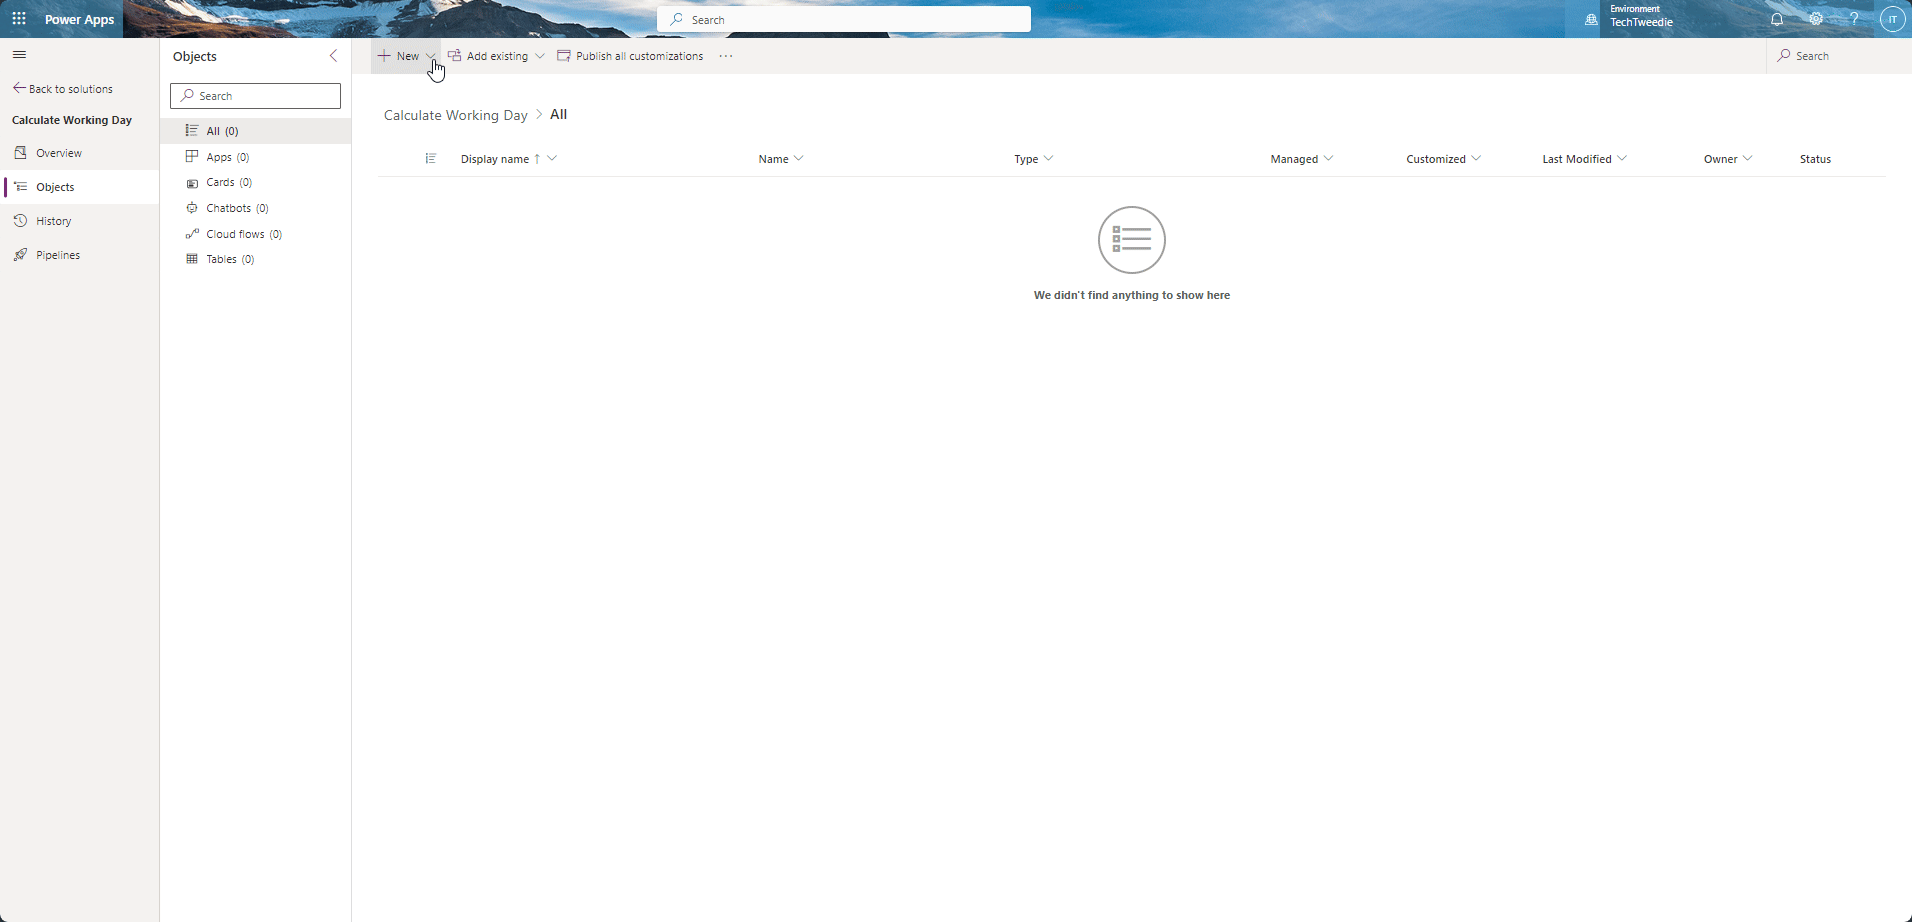 Power Apps
Search
Environment
TechTweedie
?
IT
Back to solutions
Calculate Working Day
Overview
Objects
History
Pipelines
Objects
Search
All (0)
Apps (0)
Cards (0)
Chatbots (0)
Cloud flows (0)
Tables (0)
New
Add existing
Publish all customizations
...
Search
Calculate Working Day > All
Display name ↑ Name Type Managed Customized Last Modified Owner Status
We didn't find anything to show here